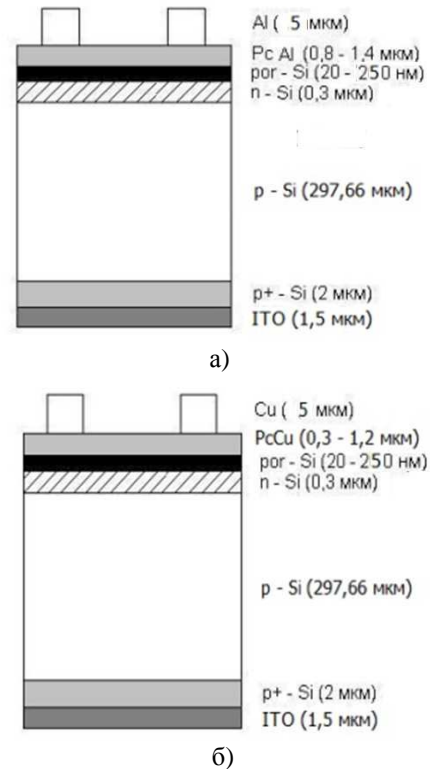 Al ( 5 мкм)
Pc Al (0,8 - 1,4 мкм)
por - Si (20 - 250 нм)
n - Si (0,3 мкм)
p - Si (297,66 мкм)
p+ - Si (2 мкм)
ITO (1,5 мкм)
а)
Cu ( 5 мкм)
PcCu (0,3 - 1,2 мкм)
por - Si (20 - 250 нм)
n - Si (0,3 мкм)
p - Si (297,66 мкм)
p+ - Si (2 мкм)
ITO (1,5 мкм)
б)